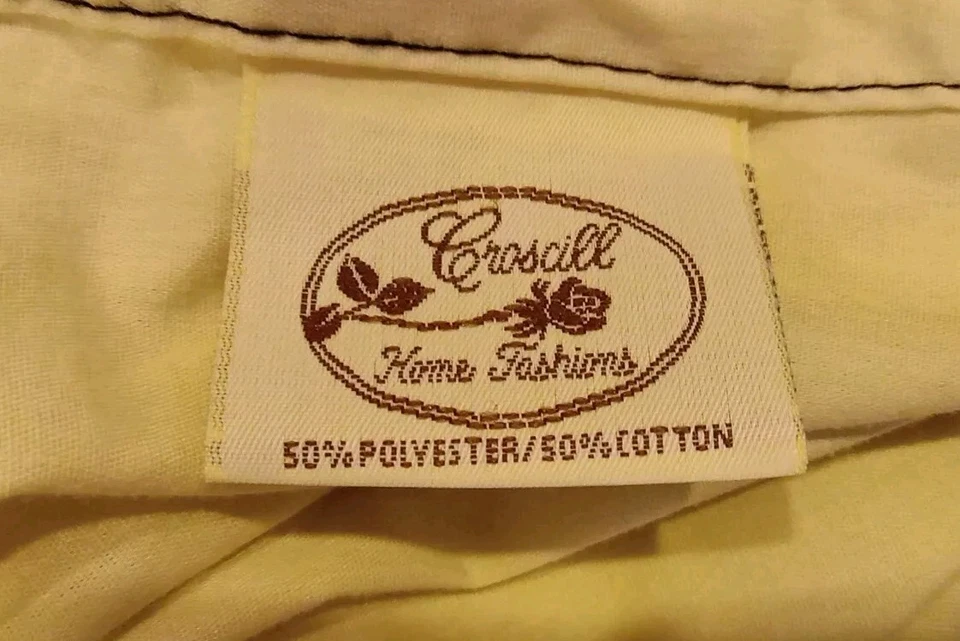 Croscill
Home Fashions
50% POLYESTER/50% COTTON